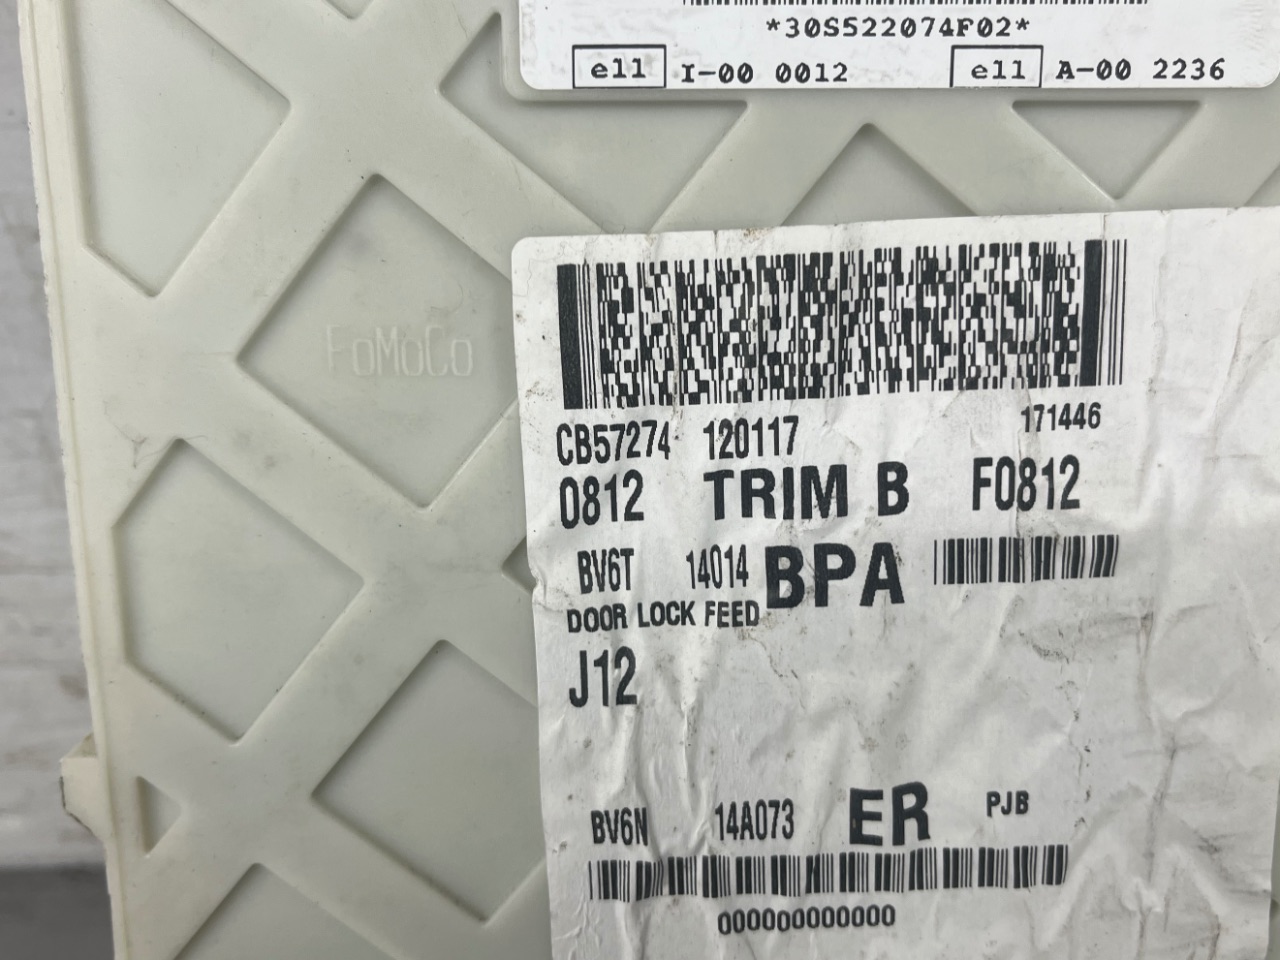 *30S522074F02*
e11 I-00 0012 e11 A-00 2236
FoMoCo
CB57274 120117 171446
0812 TRIM B F0812
BV6T 14014 BPA
DOOR LOCK FEED
J12
BV6N 14A073 ER PJB
000000000000